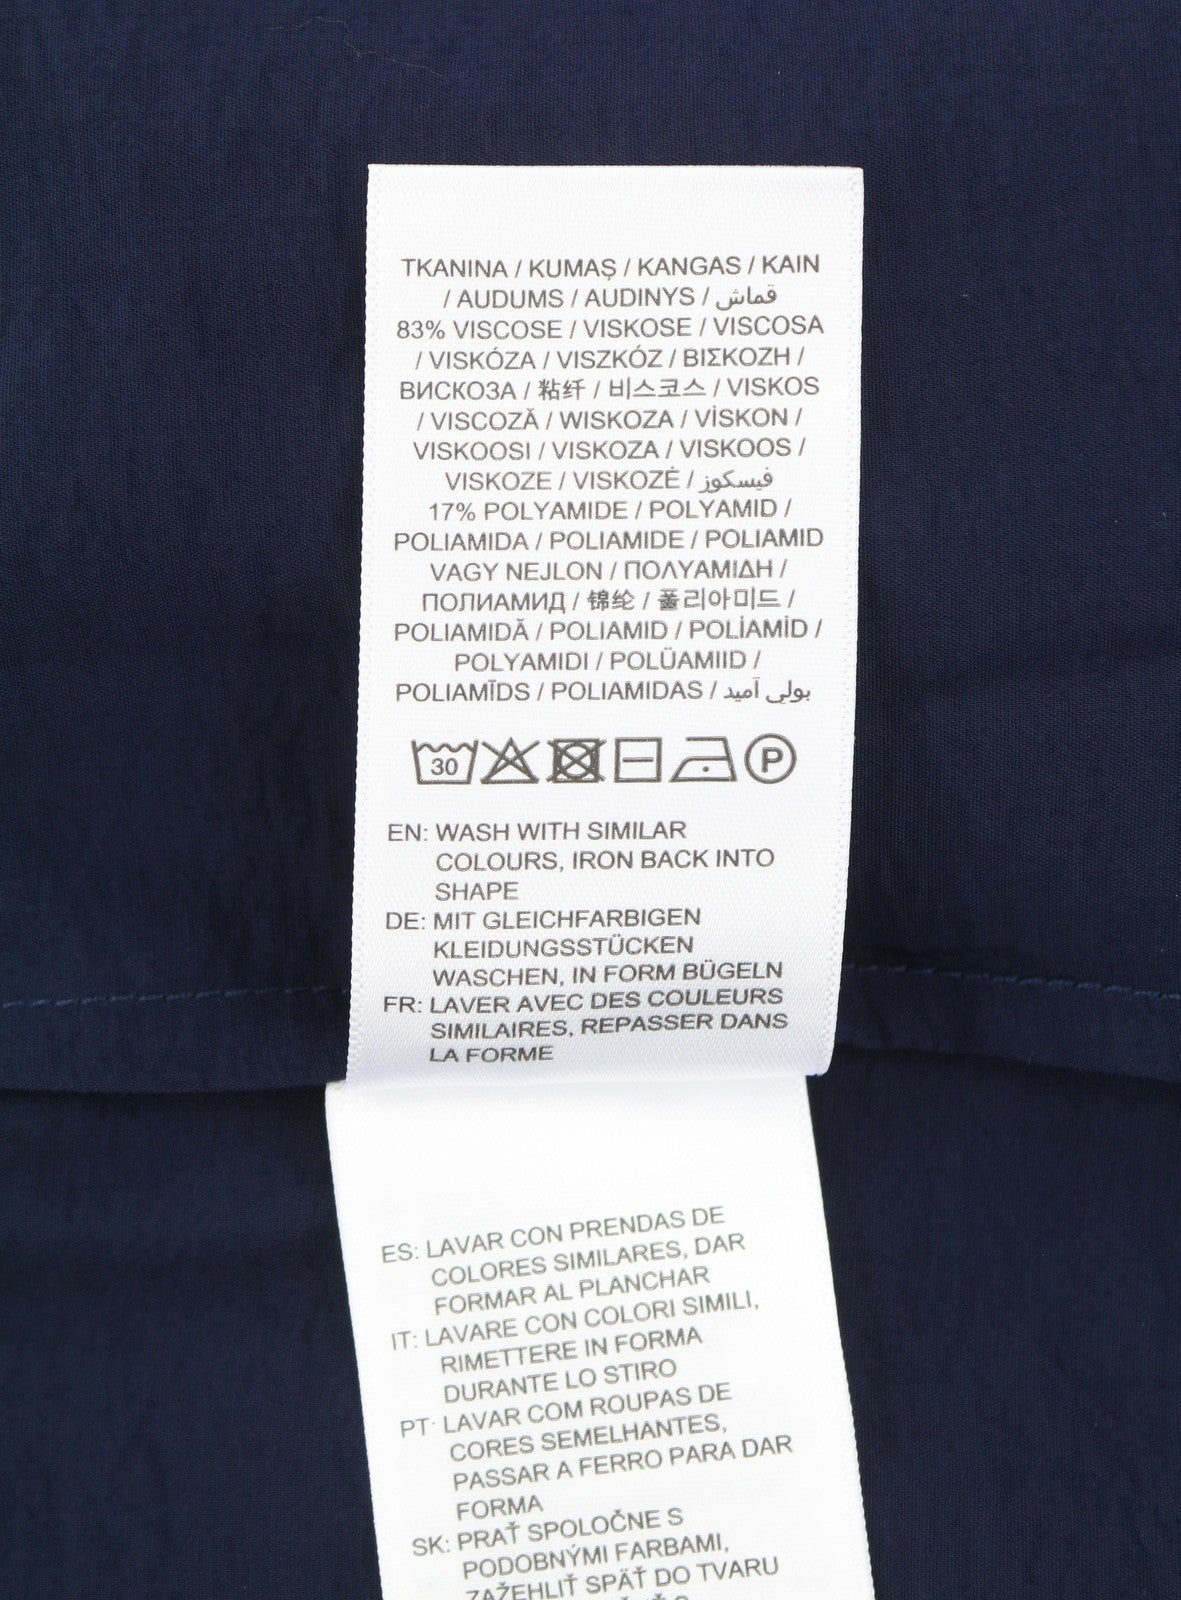 TKANINA / KUMAŞ / KANGAS / KAIN
/ AUDUMS / AUDINYS / قماش
83% VISCOSE / VISKOSE / VISCOSA
/ VISKÓZA / VISZKÓZ / ΒΙΣΚΟΖΗ /
ВИСКОЗА / 粘纤 / 비스코스 / VISKOS
/ VISCOZĂ / WISKOZA / VİSKON /
VISKOOSI / VISKOZA / VISKOOS /
VISKOZE / VISKOZĖ / فيسكوز
17% POLYAMIDE / POLYAMID /
POLIAMIDA / POLIAMIDE / POLIAMID
VAGY NEJLON / ΠΟΛΥΑΜΙΔΗ /
ПОЛИАМИД / 锦纶 / 폴리아미드 /
POLIAMIDĂ / POLIAMID / POLİAMİD /
POLYAMIDI / POLÜAMIID /
POLIAMĪDS / POLIAMIDAS / بولي آميد
30 P
EN: WASH WITH SIMILAR
COLOURS, IRON BACK INTO
SHAPE
DE: MIT GLEICHFARBIGEN
KLEIDUNGSSTÜCKEN
WASCHEN, IN FORM BÜGELN
FR: LAVER AVEC DES COULEURS
SIMILAIRES, REPASSER DANS
LA FORME
ES: LAVAR CON PRENDAS DE
COLORES SIMILARES, DAR
FORMAR AL PLANCHAR
IT: LAVARE CON COLORI SIMILI,
RIMETTERE IN FORMA
DURANTE LO STIRO
PT: LAVAR COM ROUPAS DE
CORES SEMELHANTES,
PASSAR A FERRO PARA DAR
FORMA
SK: PRAŤ SPOLOČNE S
PODOBNÝMI FARBAMI,
ZAŽEHLIŤ SPÄŤ DO TVARU